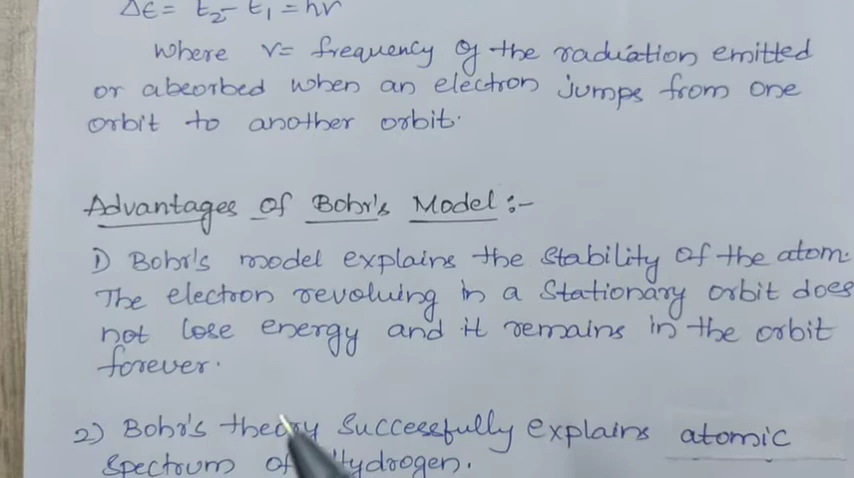 ΔE = E2 - E1 = hν
where ν = frequency of the radiation emitted
or absorbed when an electron jumps from one
orbit to another orbit.
Advantages of Bohr's Model :-
1) Bohr's model explains the stability of the atom.
The electron revolving in a stationary orbit does
not lose energy and it remains in the orbit
forever.
2) Bohr's theory successfully explains atomic
spectrum of Hydrogen.